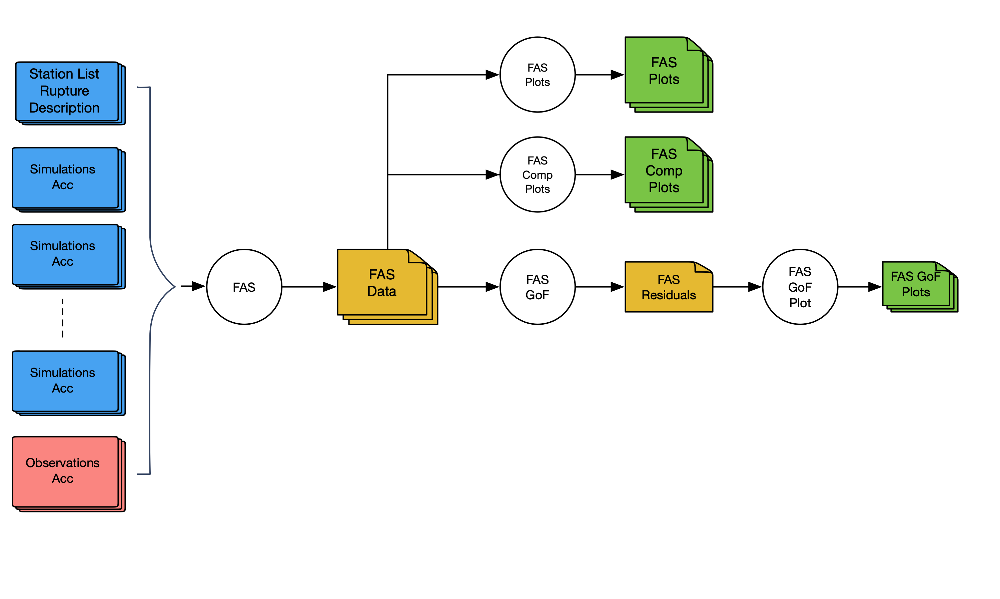 Station List
Rupture
Description
Simulations
Acc
Simulations
Acc
Simulations
Acc
Observations
Acc
FAS
FAS
Data
FAS
Plots
FAS
Plots
FAS
Comp
Plots
FAS
Comp
Plots
FAS
GoF
FAS
Residuals
FAS
GoF
Plot
FAS GoF
Plots